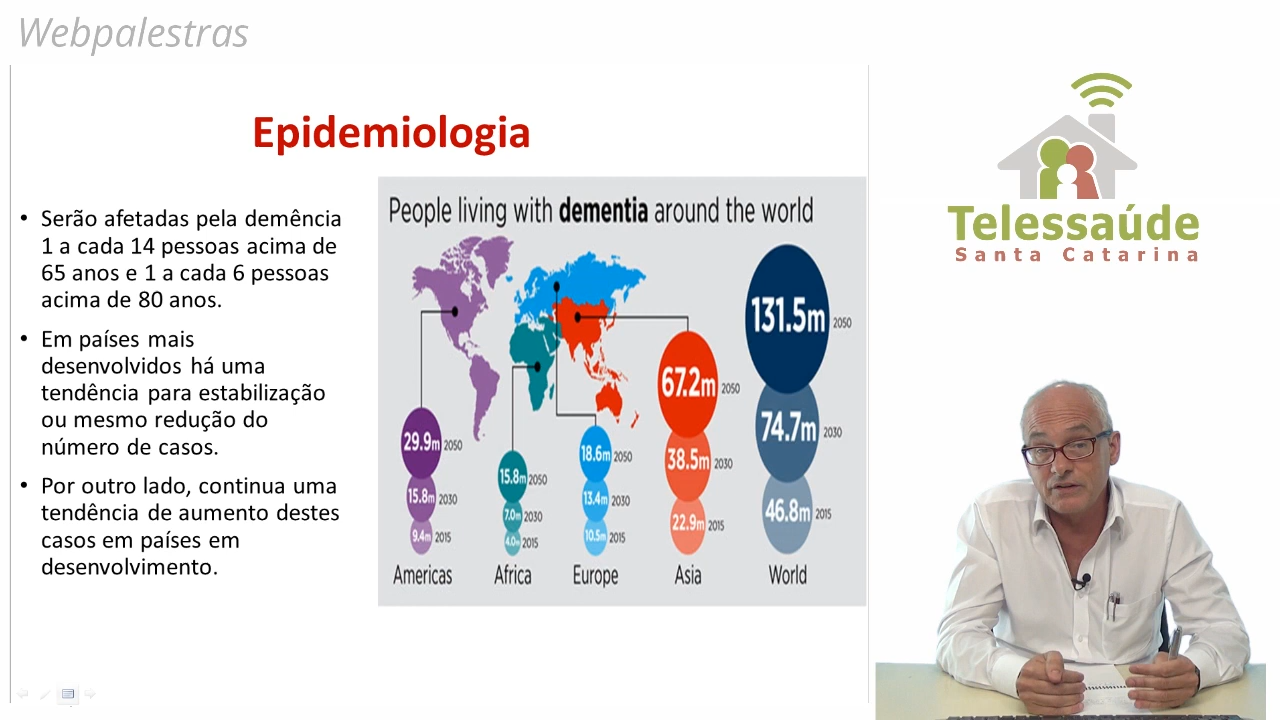 Webpalestras
Epidemiologia
• Serão afetadas pela demência
1 a cada 14 pessoas acima de
65 anos e 1 a cada 6 pessoas
acima de 80 anos.
• Em países mais
desenvolvidos há uma
tendência para estabilização
ou mesmo redução do
número de casos.
• Por outro lado, continua uma
tendência de aumento destes
casos em países em
desenvolvimento.
People living with dementia around the world
29.9m 2050
15.8m 2030
9.4m 2015
Americas
15.8m 2050
7.0m 2030
4.0m 2015
Africa
18.6m 2050
13.4m 2030
10.5m 2015
Europe
67.2m 2050
38.5m 2030
22.9m 2015
Asia
131.5m 2050
74.7m 2030
46.8m 2015
World
Telessaúde
Santa Catarina